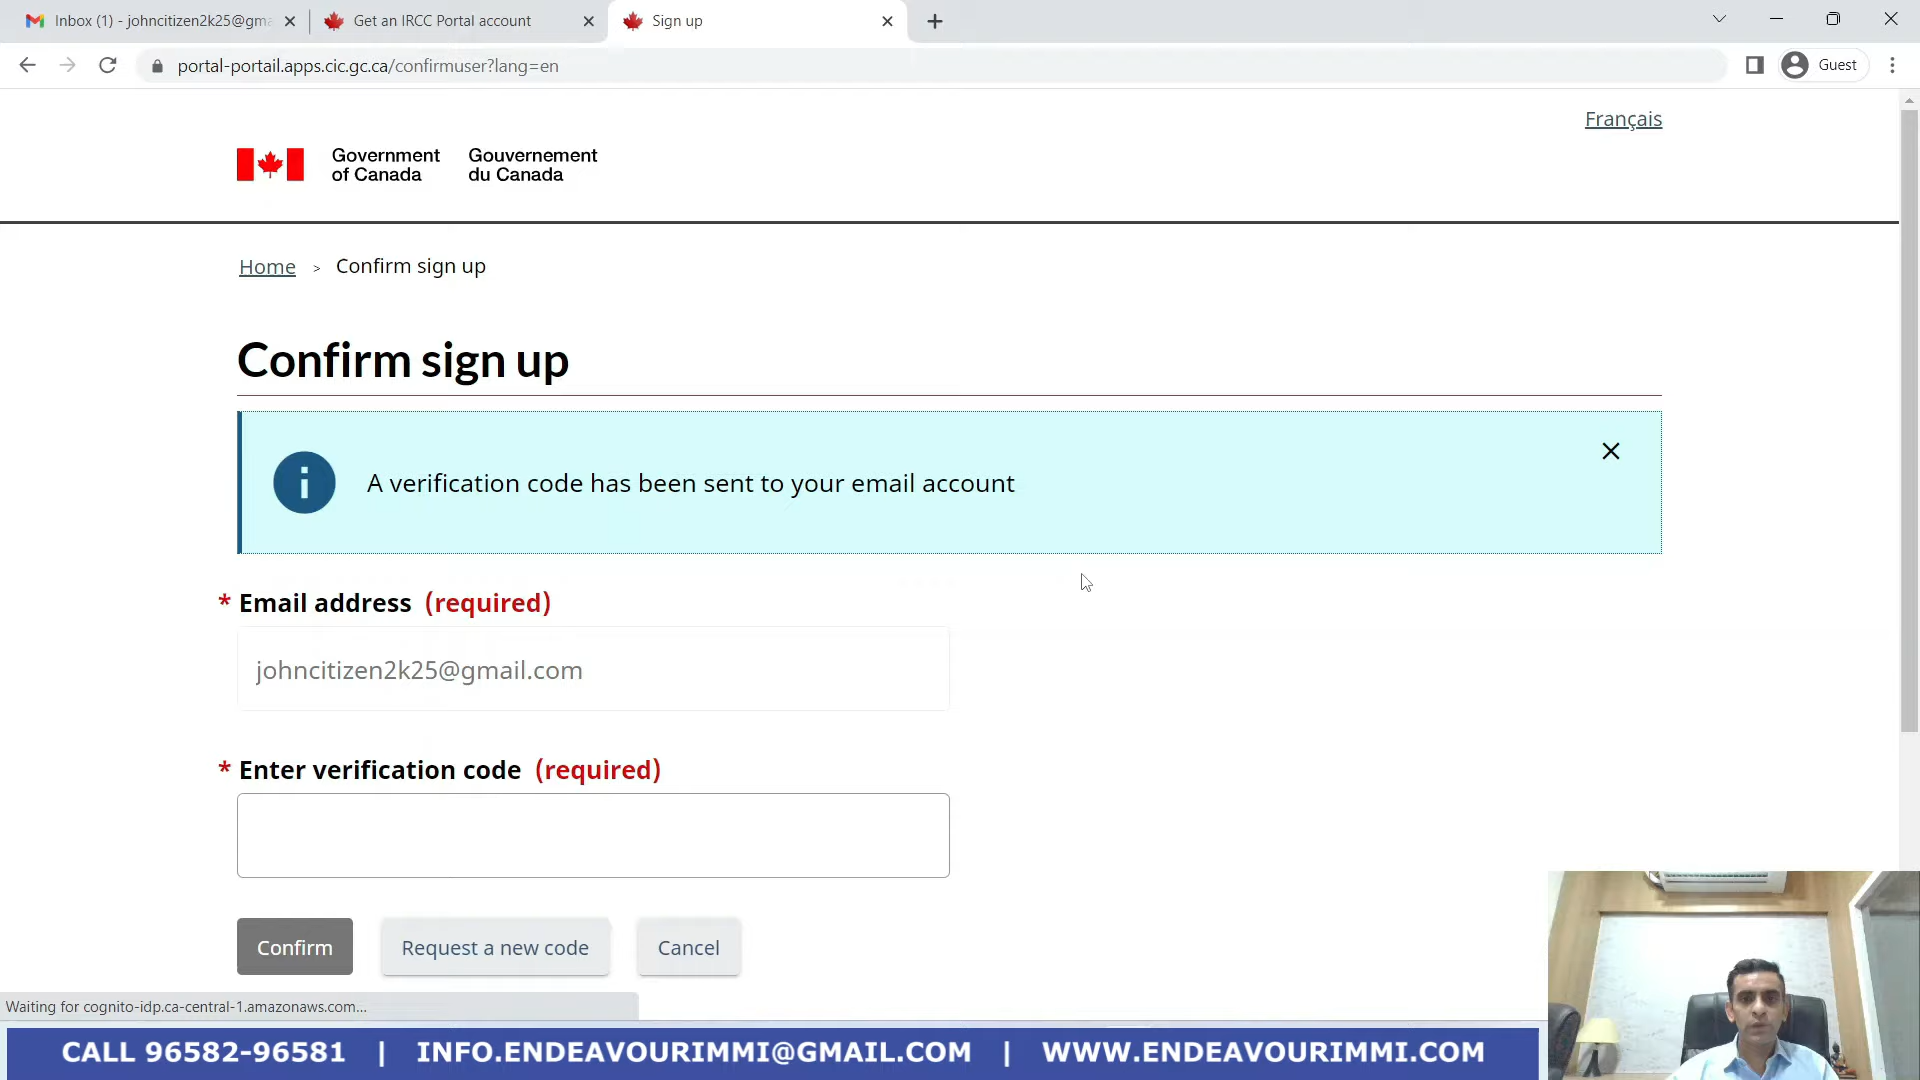 Inbox (1) - johncitizen2k25@gma
Get an IRCC Portal account
Sign up
portal-portail.apps.cic.gc.ca/confirmuser?lang=en
Guest
Français
Government of Canada
Gouvernement du Canada
Home > Confirm sign up
Confirm sign up
i A verification code has been sent to your email account
* Email address (required)
johncitizen2k25@gmail.com
* Enter verification code (required)
Confirm
Request a new code
Cancel
Waiting for cognito-idp.ca-central-1.amazonaws.com...
CALL 96582-96581 | INFO.ENDEAVOURIMMI@GMAIL.COM | WWW.ENDEAVOURIMMI.COM